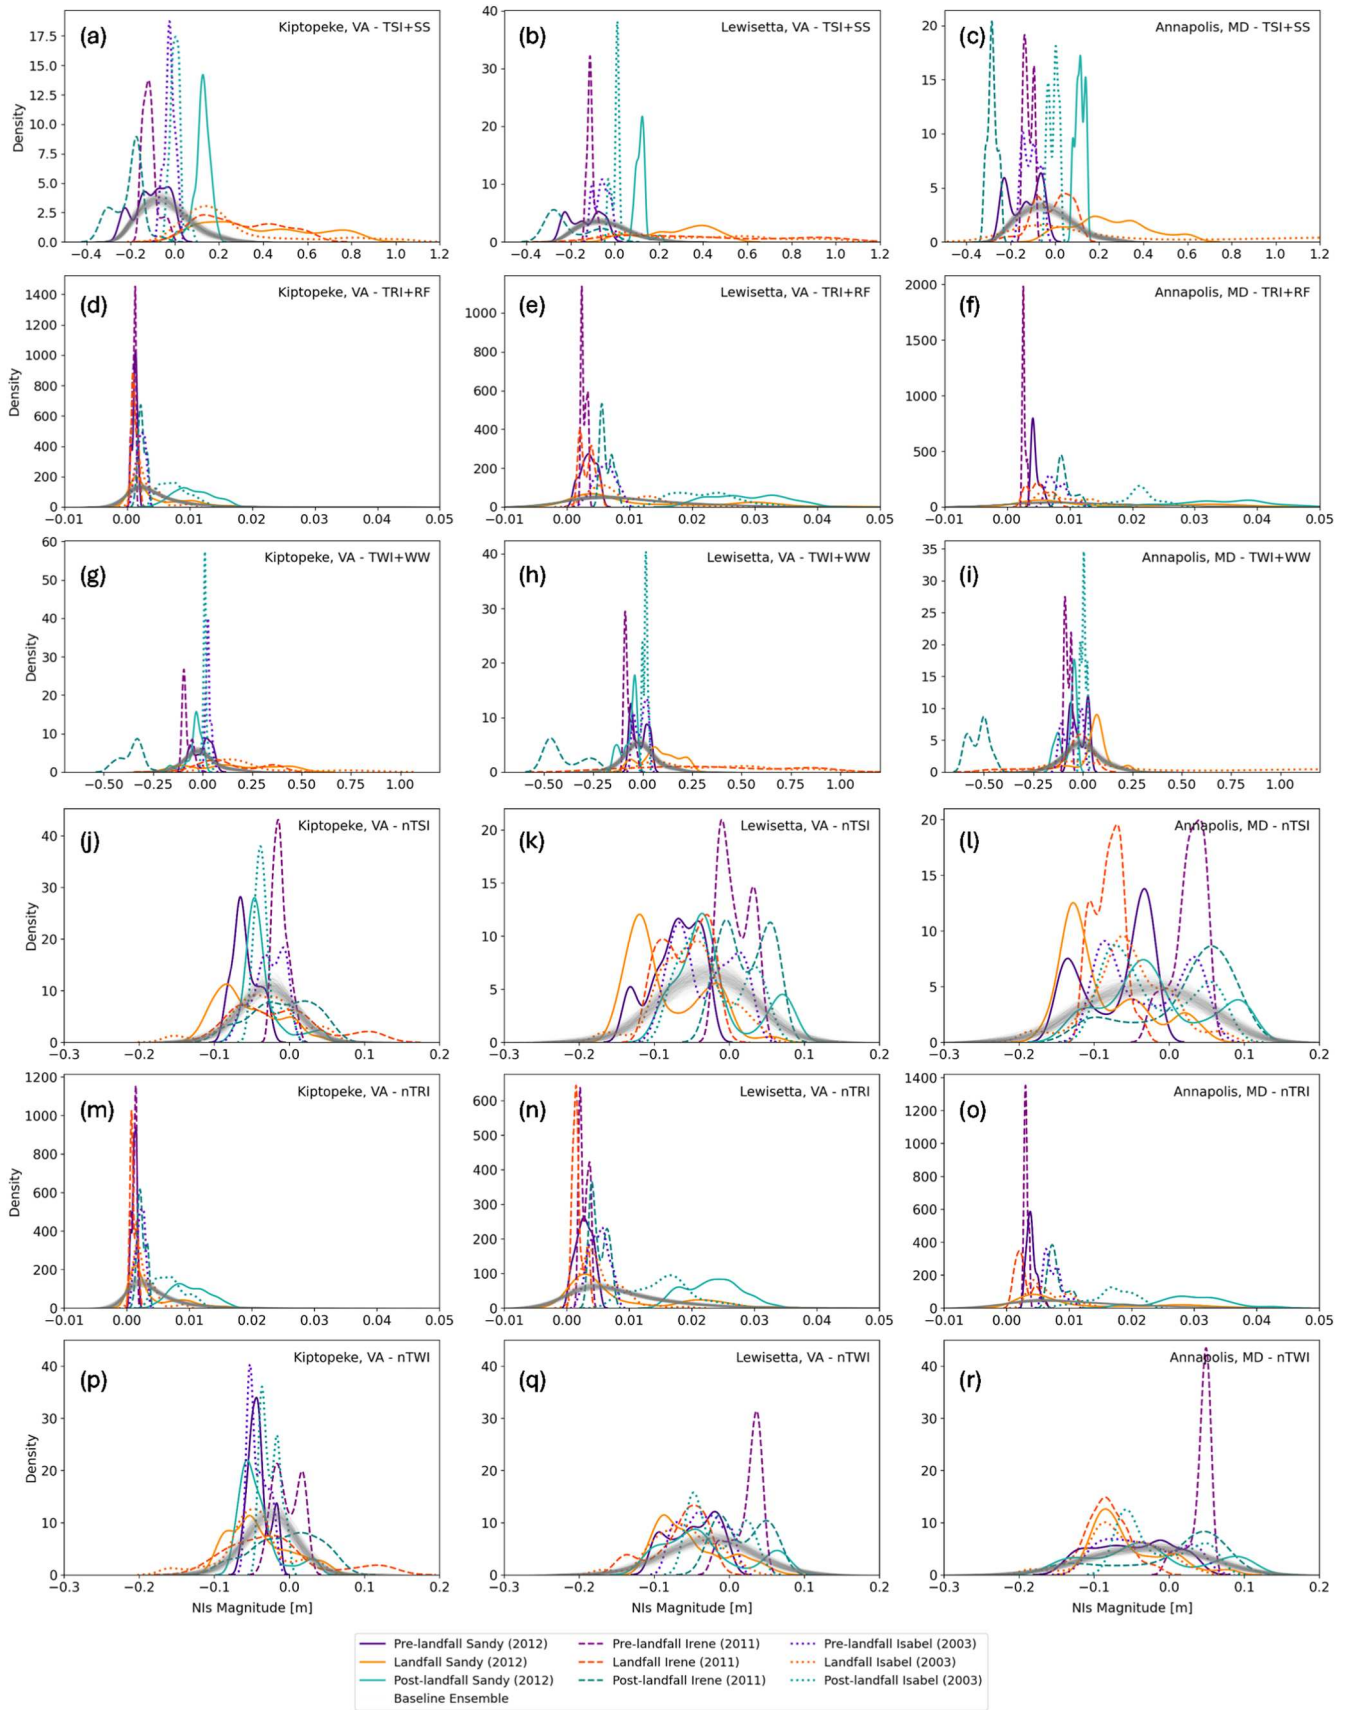 (a) Kiptopeke, VA - TSI+SS
17.5
15.0
12.5
10.0
7.5
5.0
2.5
0.0
Density
−0.4 −0.2 0.0 0.2 0.4 0.6 0.8 1.0 1.2
(b) Lewisetta, VA - TSI+SS
40
30
20
10
0
−0.4 −0.2 0.0 0.2 0.4 0.6 0.8 1.0 1.2
(c) Annapolis, MD - TSI+SS
20
15
10
5
0
−0.4 −0.2 0.0 0.2 0.4 0.6 0.8 1.0 1.2
(d) Kiptopeke, VA - TRI+RF
1400
1200
1000
800
600
400
200
0
Density
−0.01 0.00 0.01 0.02 0.03 0.04 0.05
(e) Lewisetta, VA - TRI+RF
1000
800
600
400
200
0
−0.01 0.00 0.01 0.02 0.03 0.04 0.05
(f) Annapolis, MD - TRI+RF
2000
1500
1000
500
0
−0.01 0.00 0.01 0.02 0.03 0.04 0.05
(g) Kiptopeke, VA - TWI+WW
60
50
40
30
20
10
0
Density
−0.50 −0.25 0.00 0.25 0.50 0.75 1.00
(h) Lewisetta, VA - TWI+WW
40
30
20
10
0
−0.50 −0.25 0.00 0.25 0.50 0.75 1.00
(i) Annapolis, MD - TWI+WW
35
30
25
20
15
10
5
0
−0.50 −0.25 0.00 0.25 0.50 0.75 1.00
(j) Kiptopeke, VA - nTSI
40
30
20
10
0
Density
−0.3 −0.2 −0.1 0.0 0.1 0.2
(k) Lewisetta, VA - nTSI
20
15
10
5
0
−0.3 −0.2 −0.1 0.0 0.1 0.2
(l) Annapolis, MD - nTSI
20
15
10
5
0
−0.3 −0.2 −0.1 0.0 0.1 0.2
(m) Kiptopeke, VA - nTRI
1200
1000
800
600
400
200
0
Density
−0.01 0.00 0.01 0.02 0.03 0.04 0.05
(n) Lewisetta, VA - nTRI
600
500
400
300
200
100
0
−0.01 0.00 0.01 0.02 0.03 0.04 0.05
(o) Annapolis, MD - nTRI
1400
1200
1000
800
600
400
200
0
−0.01 0.00 0.01 0.02 0.03 0.04 0.05
(p) Kiptopeke, VA - nTWI
40
30
20
10
0
Density
−0.3 −0.2 −0.1 0.0 0.1 0.2
NIs Magnitude [m]
(q) Lewisetta, VA - nTWI
40
30
20
10
0
−0.3 −0.2 −0.1 0.0 0.1 0.2
NIs Magnitude [m]
(r) Annapolis, MD - nTWI
40
30
20
10
0
−0.3 −0.2 −0.1 0.0 0.1 0.2
NIs Magnitude [m]
Pre-landfall Sandy (2012) Pre-landfall Irene (2011) Pre-landfall Isabel (2003)
Landfall Sandy (2012) Landfall Irene (2011) Landfall Isabel (2003)
Post-landfall Sandy (2012) Post-landfall Irene (2011) Post-landfall Isabel (2003)
Baseline Ensemble